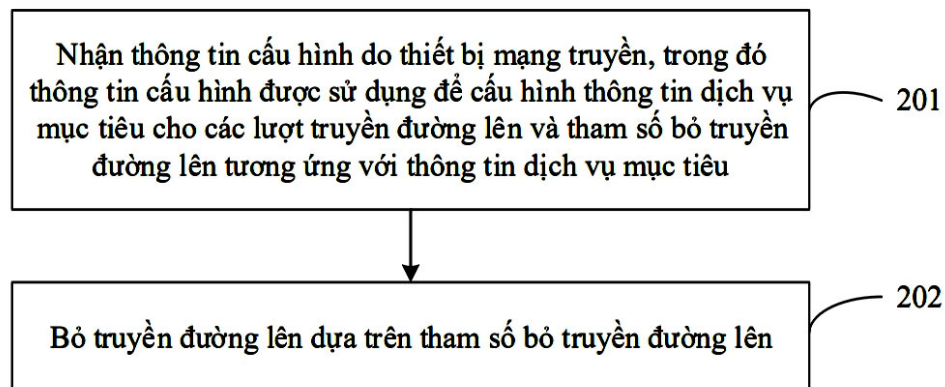 Nhận thông tin cấu hình do thiết bị mạng truyền, trong đó
thông tin cấu hình được sử dụng để cấu hình thông tin dịch vụ
mục tiêu cho các lượt truyền đường lên và tham số bỏ truyền
đường lên tương ứng với thông tin dịch vụ mục tiêu
201
Bỏ truyền đường lên dựa trên tham số bỏ truyền đường lên
202